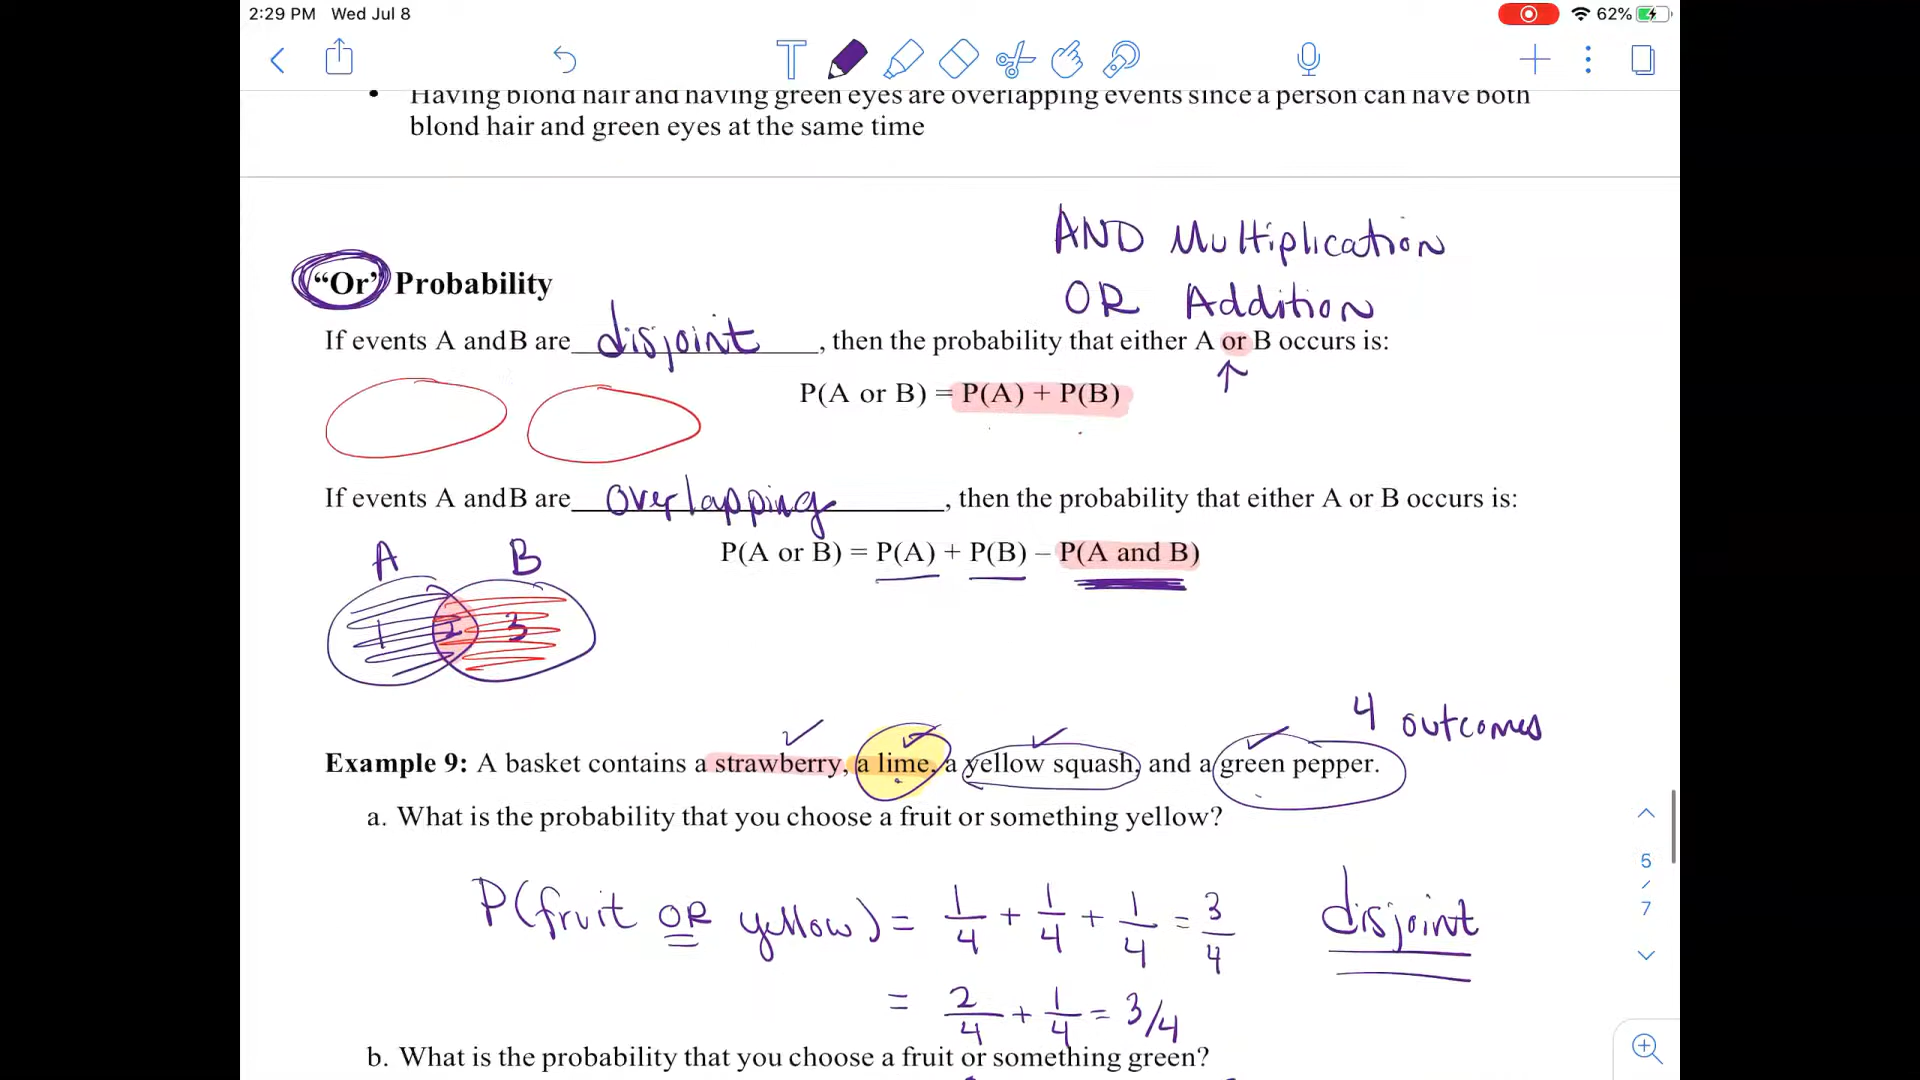 2:29 PM Wed Jul 8
62%
T
• Having blond hair and having green eyes are overlapping events since a person can have both
blond hair and green eyes at the same time
AND Multiplication
OR Addition
"Or" Probability
If events A and B are disjoint, then the probability that either A or B occurs is:
P(A or B) = P(A) + P(B)
If events A and B are overlapping, then the probability that either A or B occurs is:
P(A or B) = P(A) + P(B) – P(A and B)
A B
1 2 3
4 outcomes
Example 9: A basket contains a strawberry, a lime, a yellow squash, and a green pepper.
a. What is the probability that you choose a fruit or something yellow?
P(fruit OR yellow) = 1/4 + 1/4 + 1/4 = 3/4 disjoint
= 2/4 + 1/4 = 3/4
b. What is the probability that you choose a fruit or something green?
5
/
7